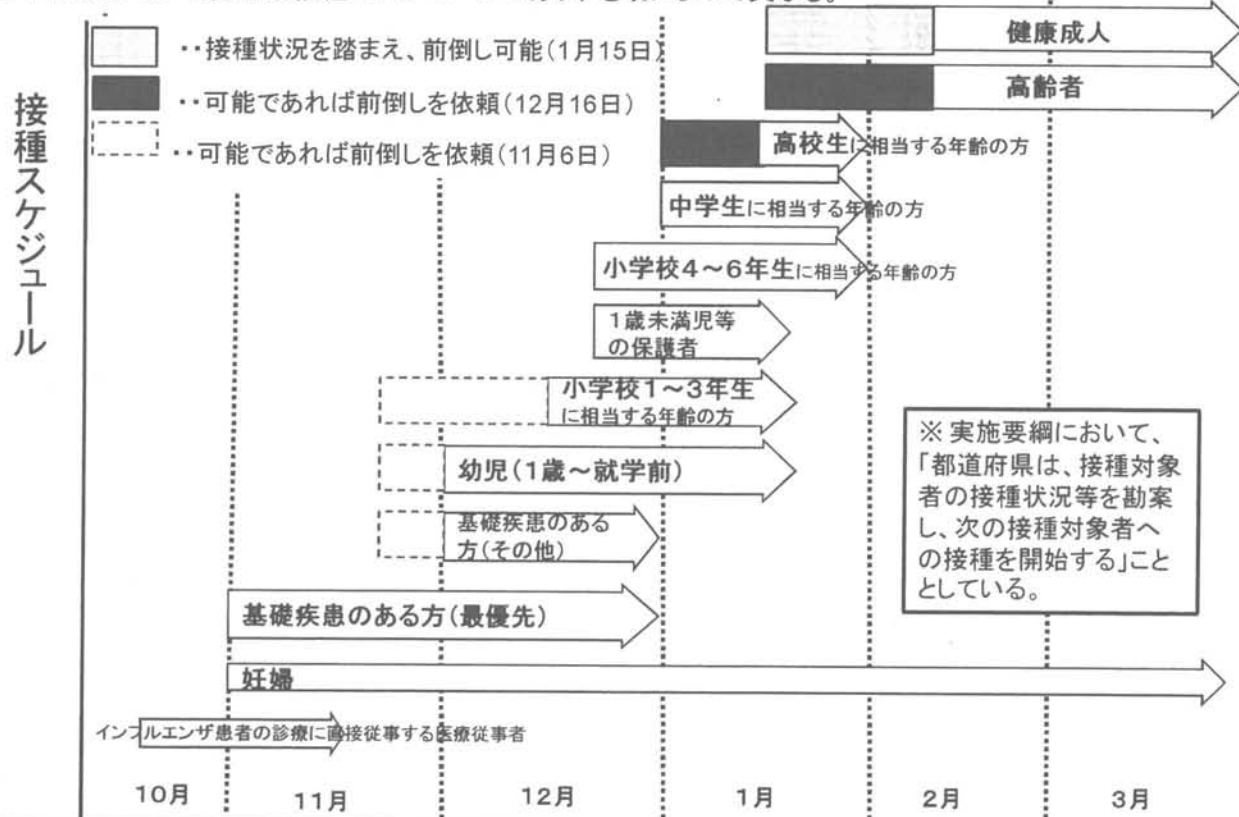 ‥接種状況を踏まえ、前倒し可能(1月15日)
‥可能であれば前倒しを依頼(12月16日)
‥可能であれば前倒しを依頼(11月6日)
接種スケジュール
健康成人
高齢者
高校生に相当する年齢の方
中学生に相当する年齢の方
小学校4～6年生に相当する年齢の方
1歳未満児等
の保護者
小学校1～3年生
に相当する年齢の方
幼児(1歳～就学前)
基礎疾患のある
方(その他)
基礎疾患のある方(最優先)
妊婦
インフルエンザ患者の診療に直接従事する医療従事者
※ 実施要綱において、
「都道府県は、接種対象
者の接種状況等を勘案
し、次の接種対象者へ
の接種を開始する」こと
としている。
10月
11月
12月
1月
2月
3月